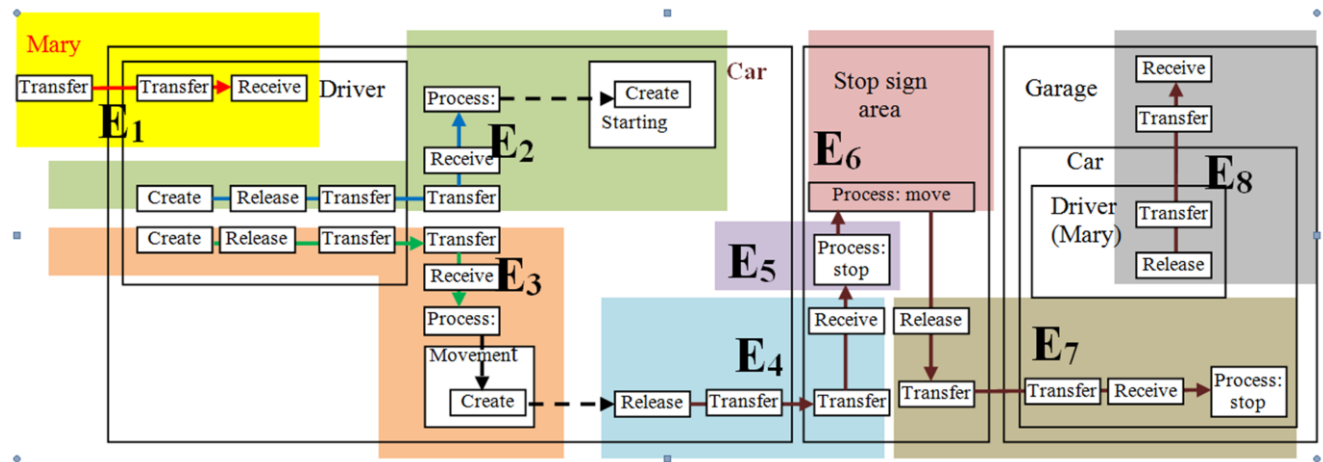 Mary
Transfer
Transfer
Receive
Driver
E1
Car
Process:
Create
Starting
E2
Receive
Create
Release
Transfer
Transfer
Create
Release
Transfer
Transfer
Receive
E3
Process:
Movement
Create
Release
Transfer
E4
Transfer
Receive
E5
Process:
stop
Stop sign
area
E6
Process: move
Release
Transfer
Garage
Car
Driver
(Mary)
Receive
Transfer
E8
Transfer
Release
E7
Transfer
Receive
Process:
stop